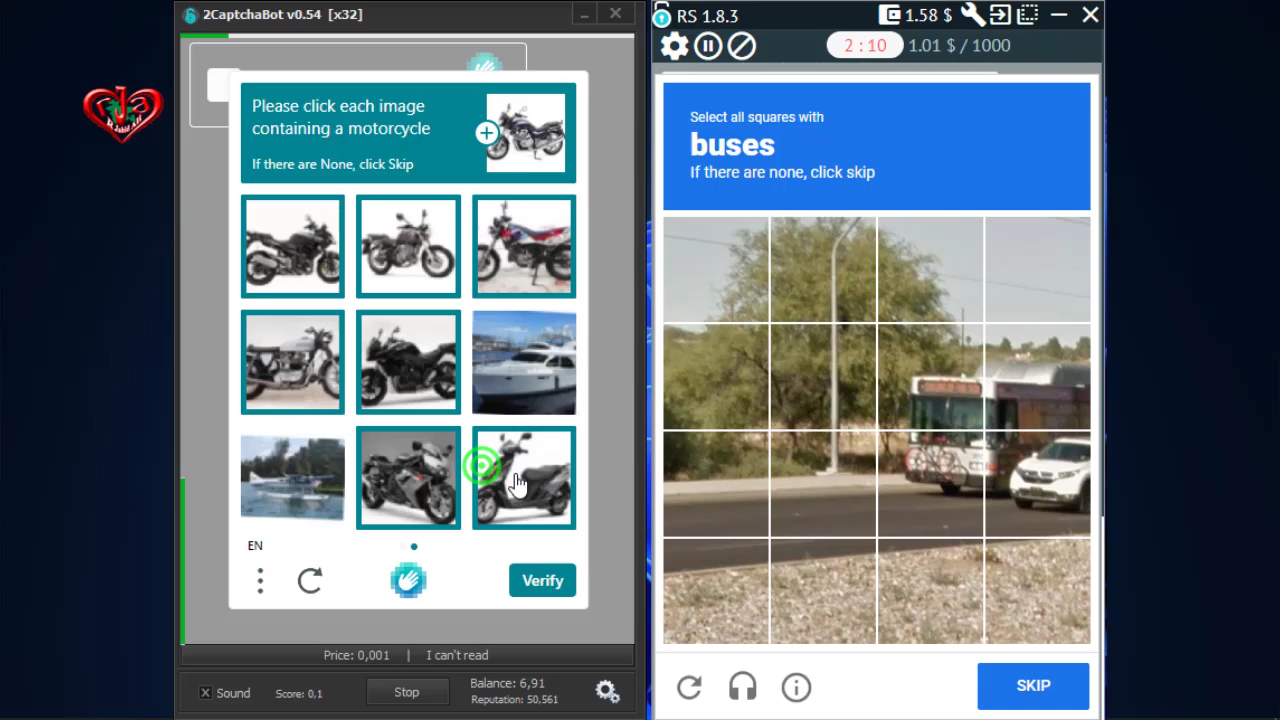 2CaptchaBot v0.54 [x32]
Please click each image
containing a motorcycle
If there are None, click Skip
EN
Verify
Price: 0,001 | I can't read
Sound
Score: 0,1
Stop
Balance: 6,91
Reputation: 50,561
RS 1.8.3
1.58 $
2 : 10
1.01 $ / 1000
Select all squares with
buses
If there are none, click skip
SKIP